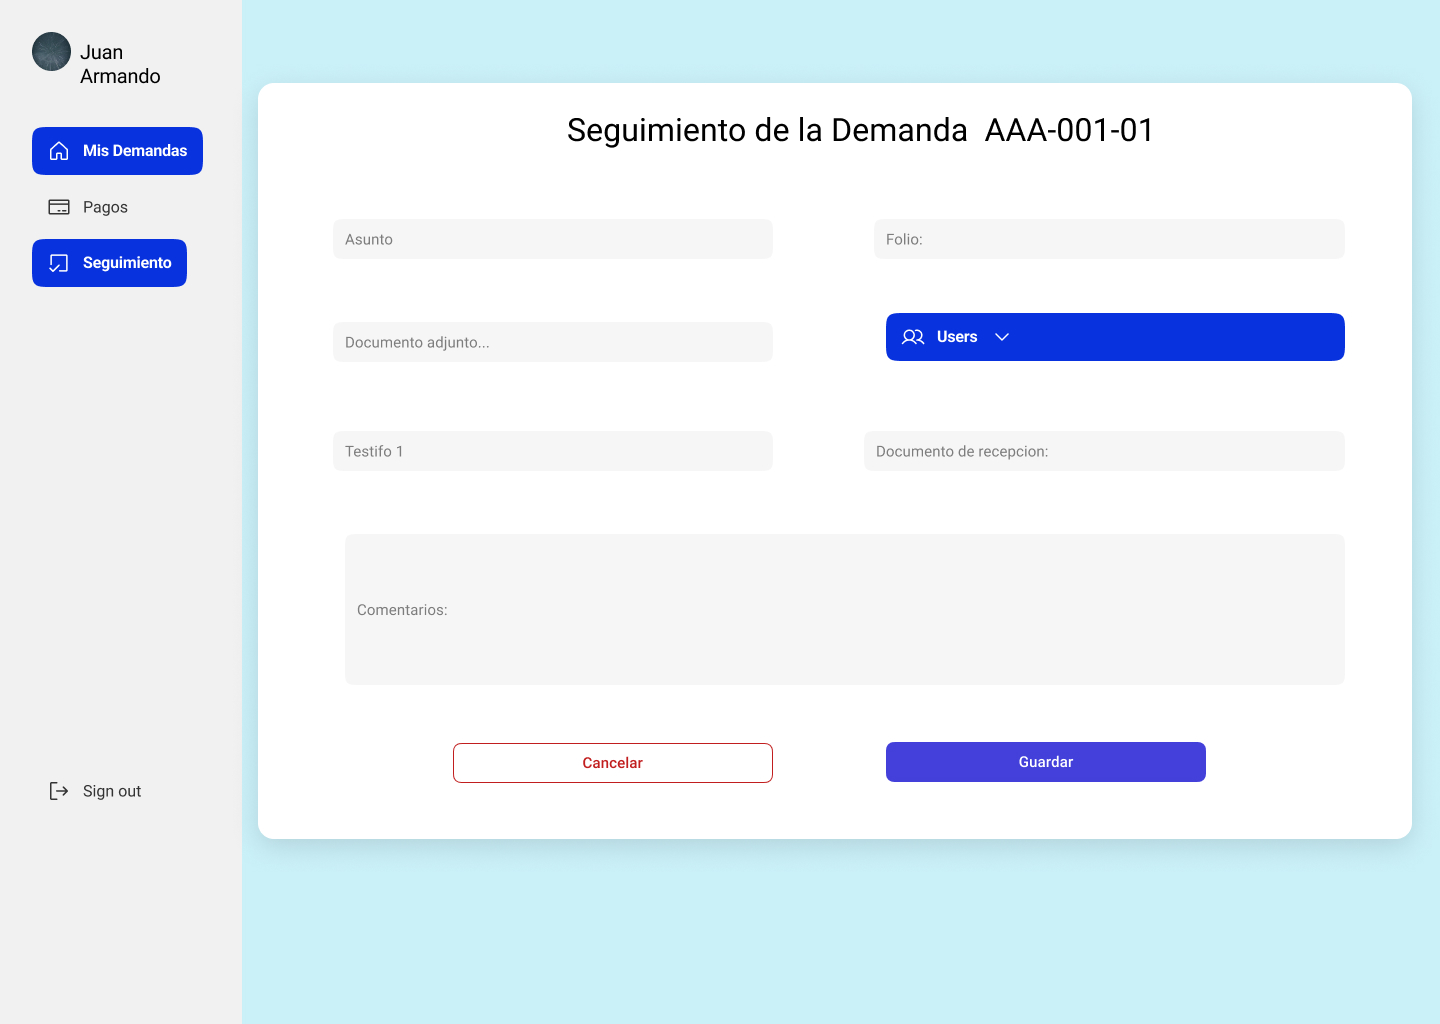 Juan
Armando
Mis Demandas
Pagos
Seguimiento
Sign out
Seguimiento de la Demanda  AAA-001-01
Asunto
Folio:
Documento adjunto...
Users
Testifo 1
Documento de recepcion:
Comentarios:
Cancelar
Guardar